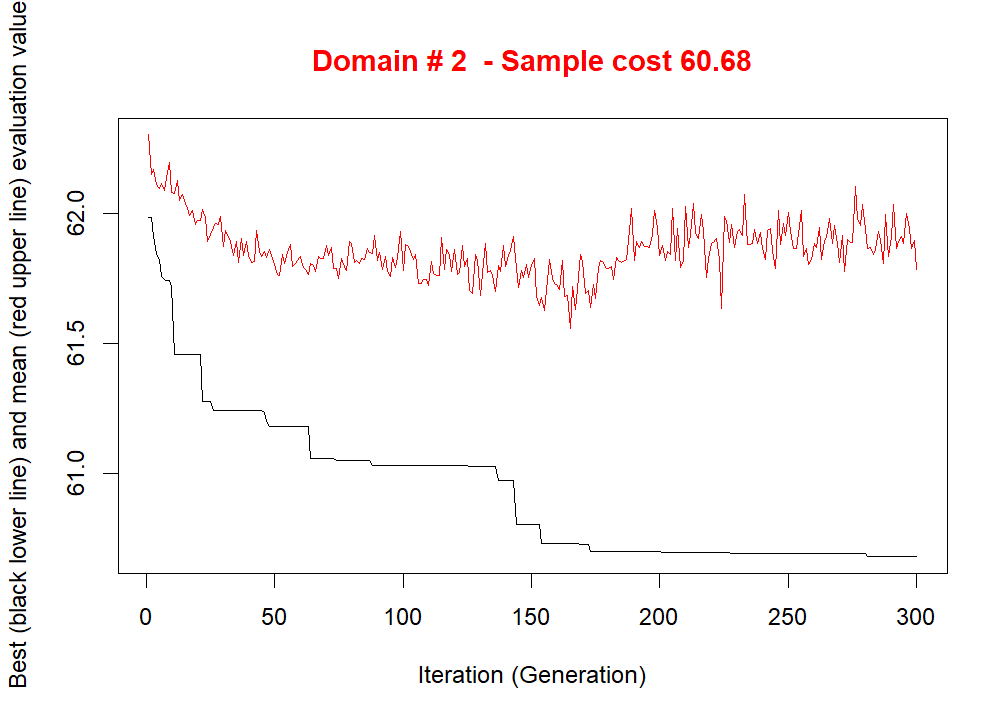 Domain # 2  - Sample cost 60.68
Best (black lower line) and mean (red upper line) evaluation value
62.0
61.5
61.0
0 50 100 150 200 250 300
Iteration (Generation)